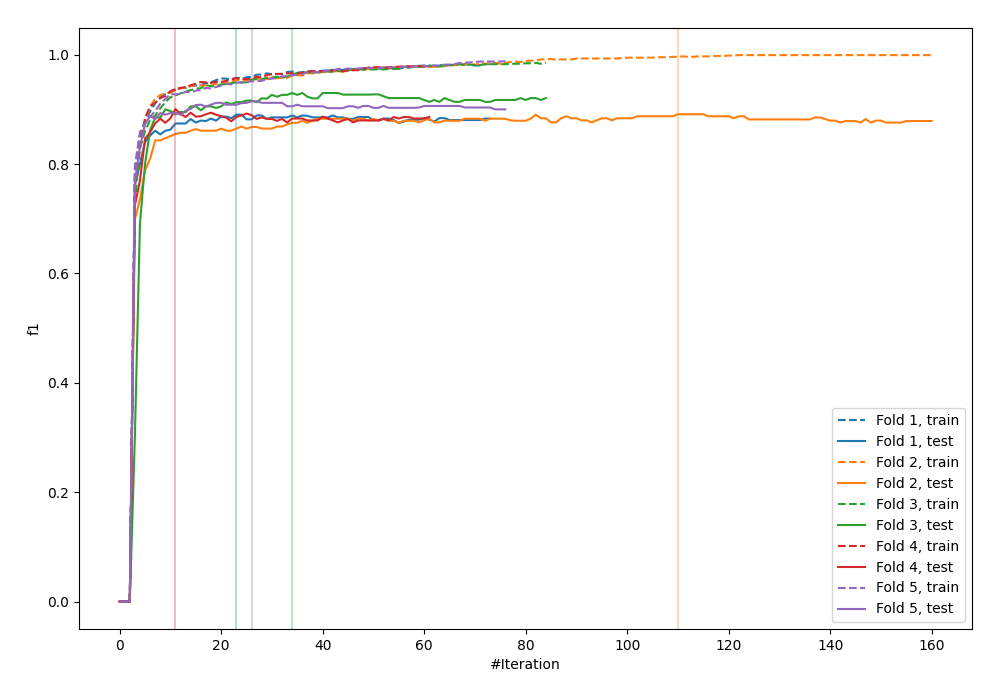 1.0
0.8
0.6
0.4
0.2
0.0
f1
0 20 40 60 80 100 120 140 160
#Iteration
Fold 1, train
Fold 1, test
Fold 2, train
Fold 2, test
Fold 3, train
Fold 3, test
Fold 4, train
Fold 4, test
Fold 5, train
Fold 5, test